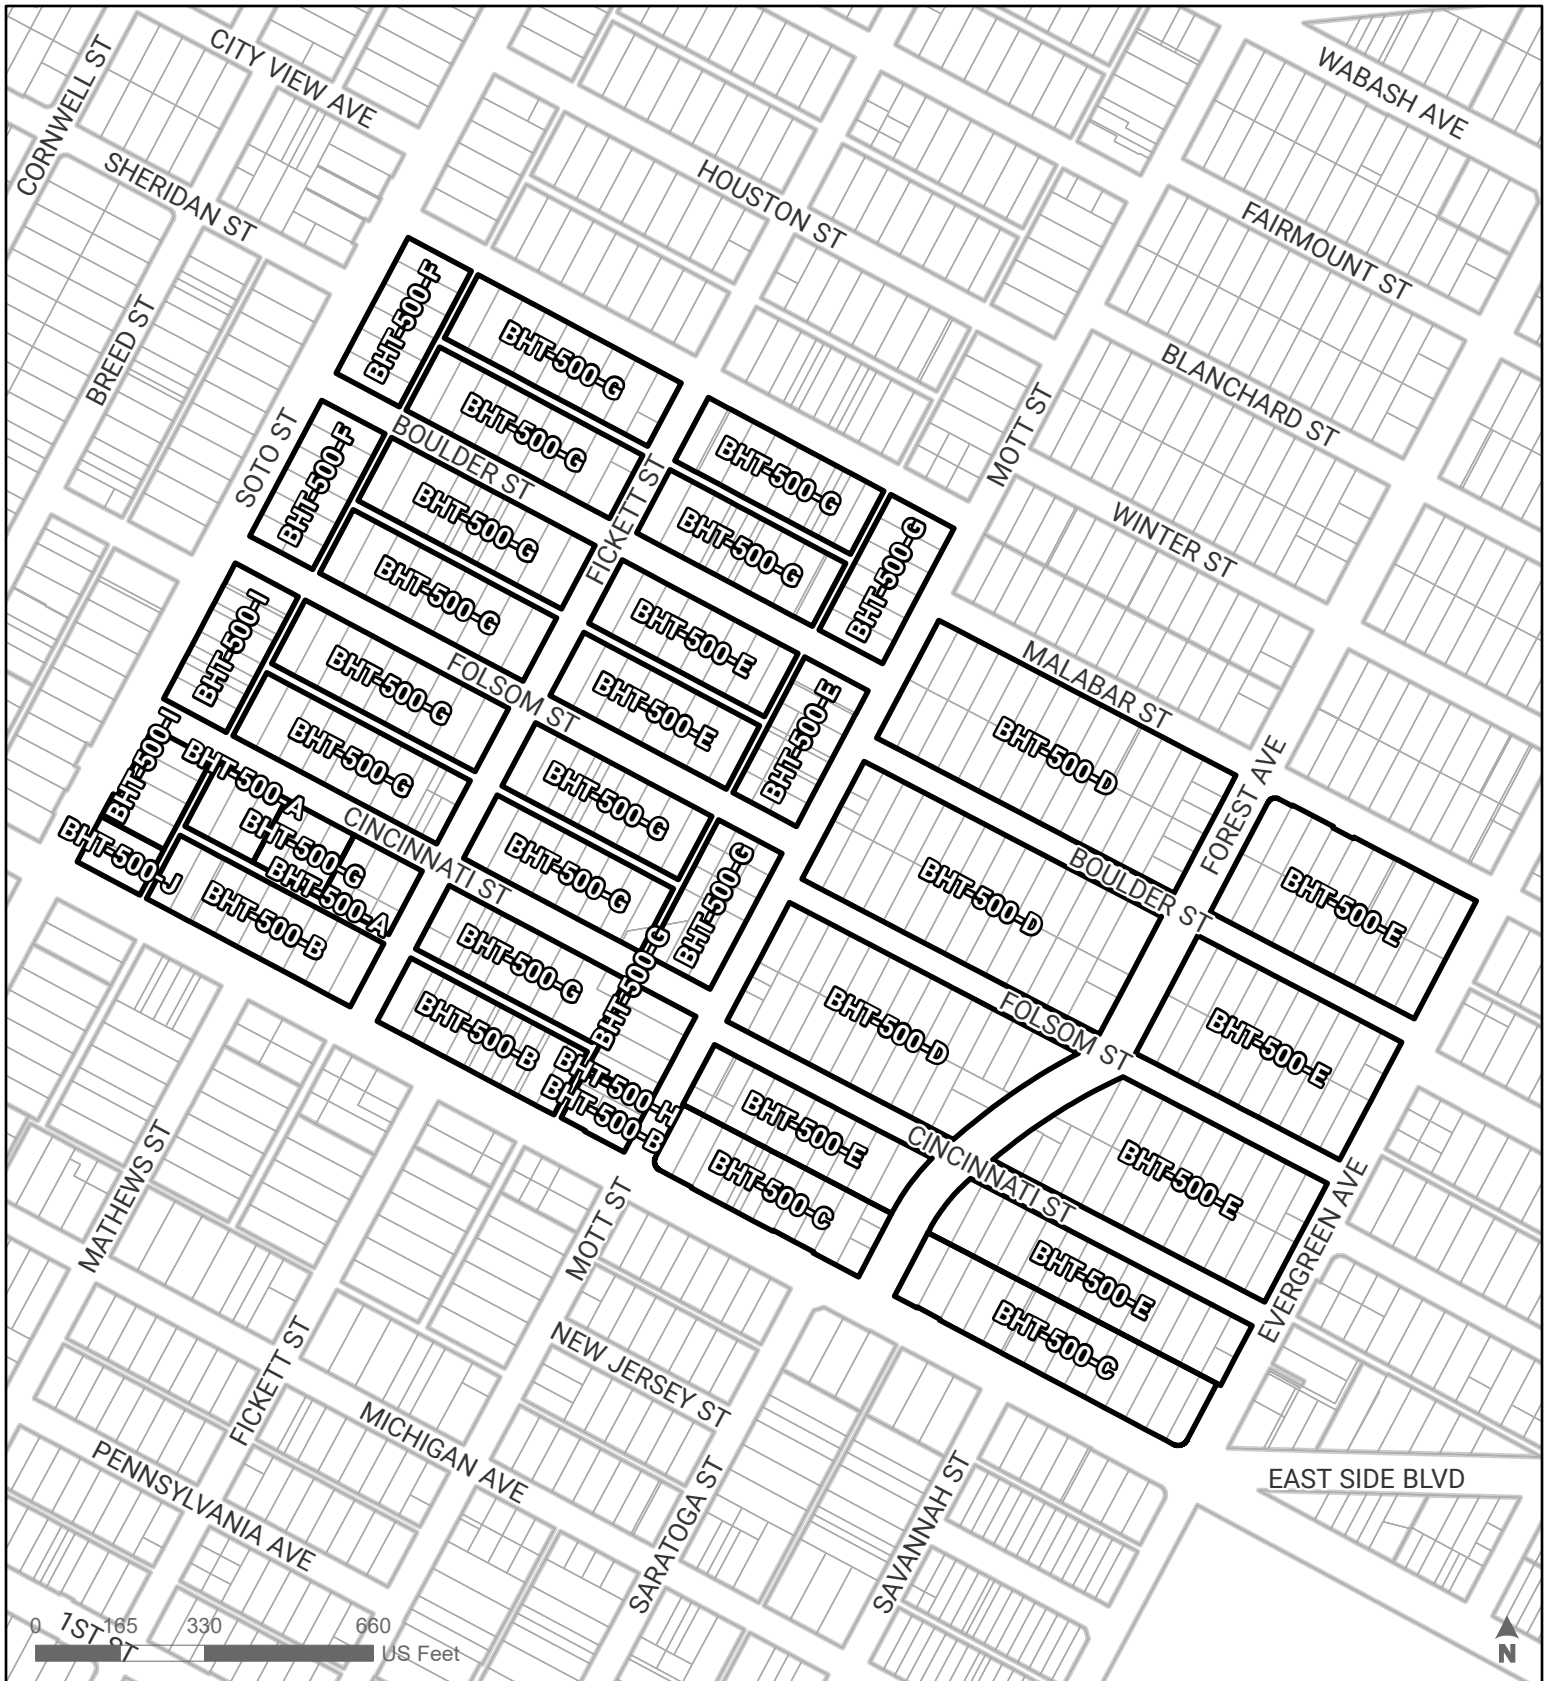 CITY VIEW AVE
CORNWELL ST
WABASH AVE
SHERIDAN ST
HOUSTON ST
FAIRMOUNT ST
BREED ST
BHT-500-F
BHT-500-G
BLANCHARD ST
SOTO ST
BHT-500-G
BOULDER ST
MOTT ST
BHT-500-F
BHT-500-G
BHT-500-G
FICKETT ST
BHT-500-G
BHT-500-G
WINTER ST
BHT-500-G
BHT-500-I
BHT-500-E
BHT-500-G
FOLSOM ST
BHT-500-E
BHT-500-E
MALABAR ST
BHT-500-G
BHT-500-D
BHT-500-I
BHT-500-A
BHT-500-G
FOREST AVE
BHT-500-G
CINCINNATI ST
BHT-500-J
BHT-500-A
BHT-500-B
BHT-500-G
BHT-500-G
BHT-500-D
BOULDER ST
BHT-500-E
BHT-500-G
BHT-500-G
BHT-500-B
BHT-500-H
BHT-500-B
BHT-500-D
FOLSOM ST
BHT-500-E
BHT-500-E
BHT-500-C
CINCINNATI ST
BHT-500-E
BHT-500-E
BHT-500-C
EVERGREEN AVE
MATHEWS ST
MOTT ST
FICKETT ST
NEW JERSEY ST
MICHIGAN AVE
PENNSYLVANIA AVE
SARATOGA ST
SAVANNAH ST
EAST SIDE BLVD
1ST ST
0 165 330 660
US Feet
N